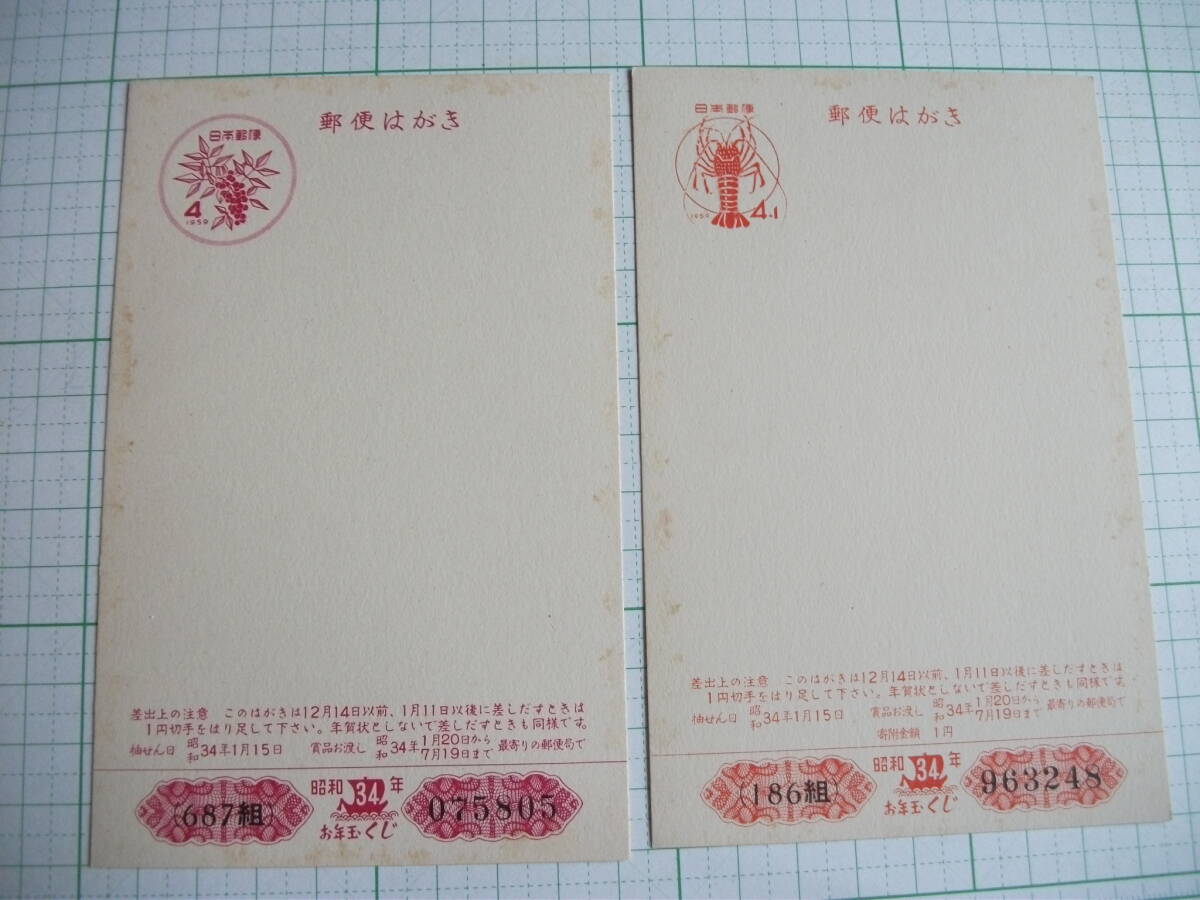 郵便はがき
日本郵便
4
1959
差出上の注意 このはがきは12月14日以前、1月11日以後に差しだすときは
1円切手をはり足して下さい。年賀状としないで差しだすときも同様です。
抽せん日 昭和34年1月15日 賞品お渡し 昭和34年1月20日から7月19日まで 最寄りの郵便局で
687組
昭和34年
お年玉くじ
075805
郵便はがき
日本郵便
1959
4+1
差出上の注意 このはがきは12月14日以前、1月11日以後に差しだすときは
1円切手をはり足して下さい。年賀状としないで差しだすときも同様です。
抽せん日 昭和34年1月15日 賞品お渡し 昭和34年1月20日から7月19日まで 最寄りの郵便局で
寄附金額 1円
186組
昭和34年
お年玉くじ
963248